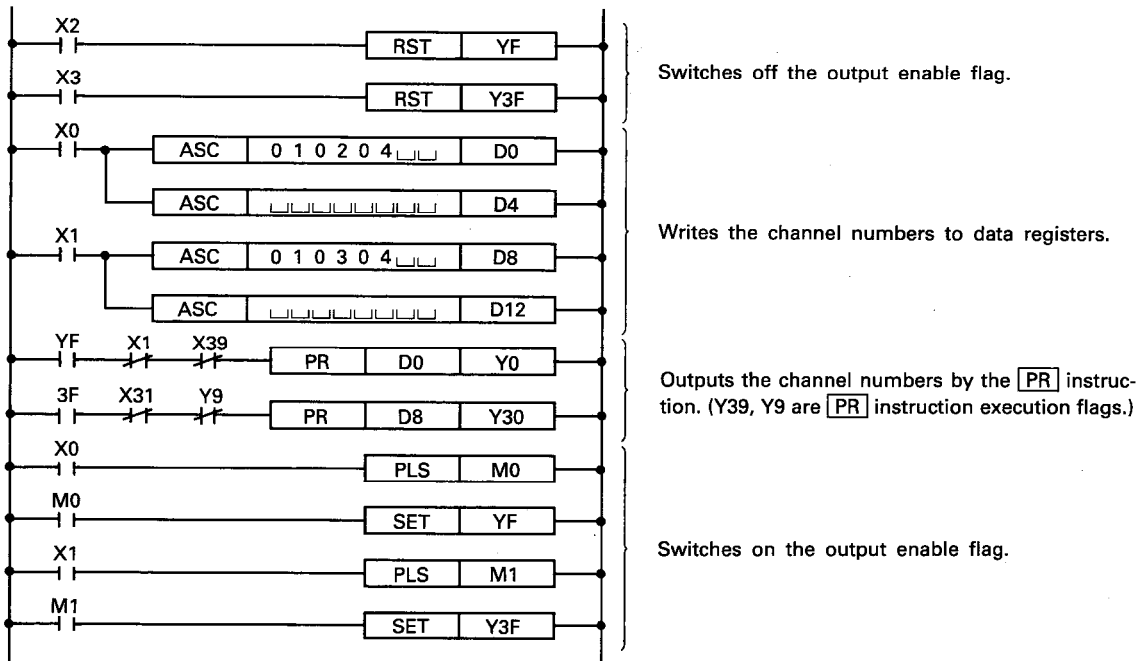 X2
RST YF
X3
RST Y3F
Switches off the output enable flag.
X0
ASC 0 1 0 2 0 4␣␣ D0
ASC ␣␣␣␣␣␣␣␣ D4
X1
ASC 0 1 0 3 0 4␣␣ D8
ASC ␣␣␣␣␣␣␣␣ D12
Writes the channel numbers to data registers.
YF X1 X39
PR D0 Y0
3F X31 Y9
PR D8 Y30
Outputs the channel numbers by the PR instruc-
tion. (Y39, Y9 are PR instruction execution flags.)
X0
PLS M0
M0
SET YF
X1
PLS M1
M1
SET Y3F
Switches on the output enable flag.